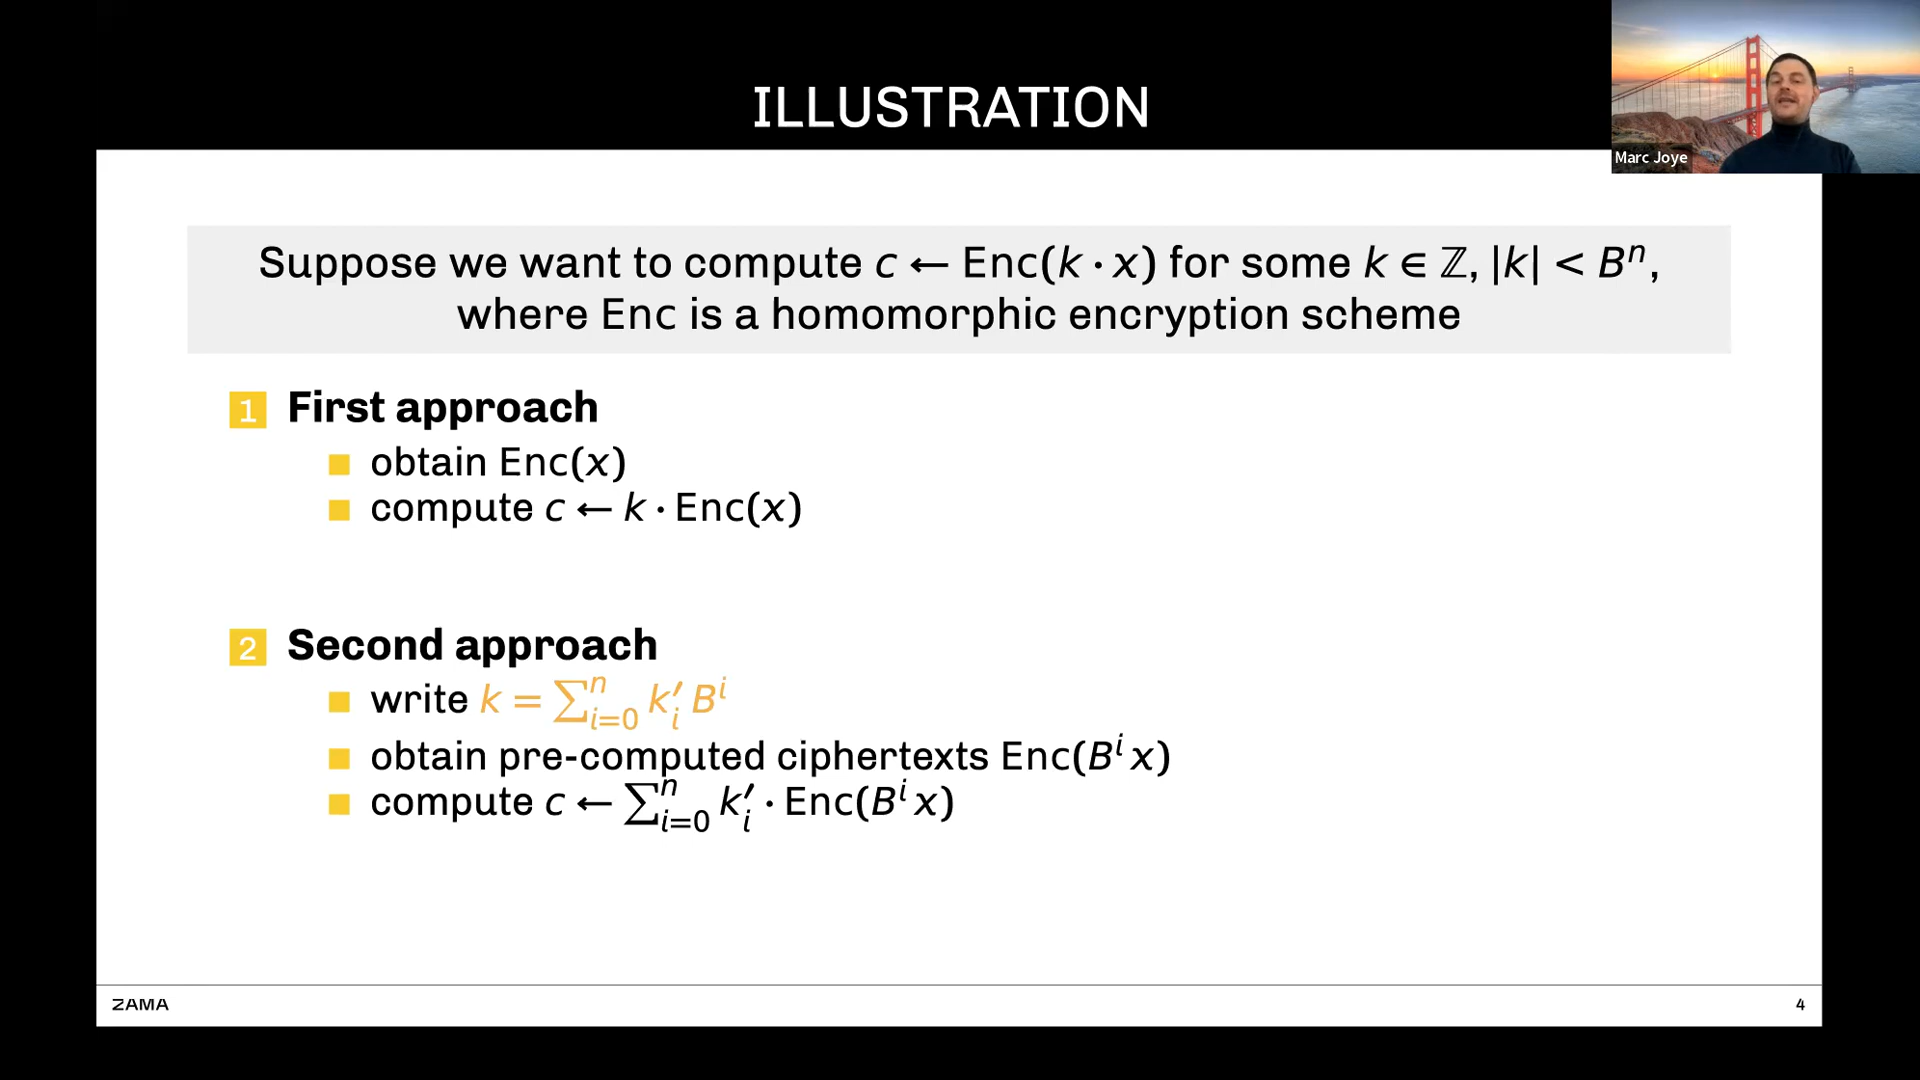 ILLUSTRATION
Marc Joye
Suppose we want to compute c ← Enc(k · x) for some k ∈ ℤ, |k| < Bⁿ,
where Enc is a homomorphic encryption scheme
1 First approach
obtain Enc(x)
compute c ← k · Enc(x)
2 Second approach
write k = ∑ⁿᵢ₌₀ k′ᵢ Bⁱ
obtain pre-computed ciphertexts Enc(Bⁱ x)
compute c ← ∑ⁿᵢ₌₀ k′ᵢ · Enc(Bⁱ x)
ZAMA
4